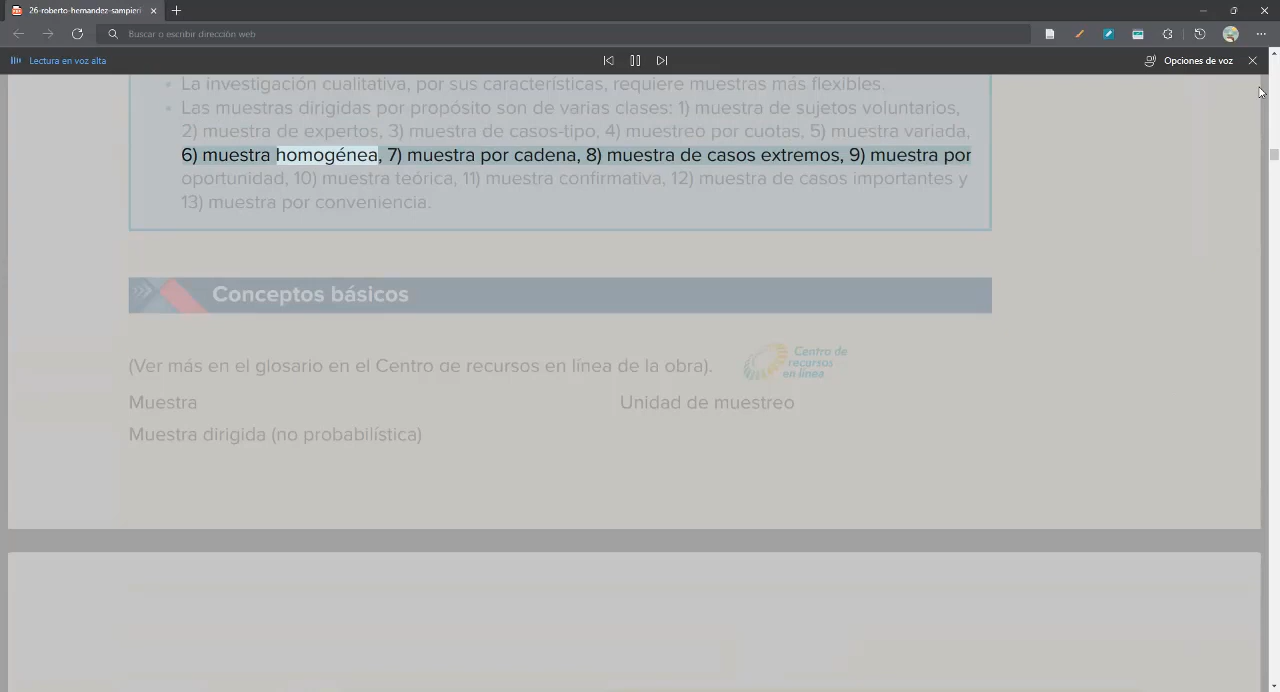 26-roberto-hernandez-sampieri
Buscar o escribir dirección web
Lectura en voz alta
Opciones de voz
• La investigación cualitativa, por sus características, requiere muestras más flexibles.
• Las muestras dirigidas por propósito son de varias clases: 1) muestra de sujetos voluntarios,
2) muestra de expertos, 3) muestra de casos-tipo, 4) muestreo por cuotas, 5) muestra variada,
6) muestra homogénea, 7) muestra por cadena, 8) muestra de casos extremos, 9) muestra por
oportunidad, 10) muestra teórica, 11) muestra confirmativa, 12) muestra de casos importantes y
13) muestra por conveniencia.
Conceptos básicos
(Ver más en el glosario en el Centro de recursos en línea de la obra).
Centro de
recursos
en línea
Muestra
Unidad de muestreo
Muestra dirigida (no probabilística)